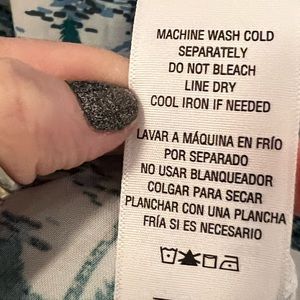 MACHINE WASH COLD
SEPARATELY
DO NOT BLEACH
LINE DRY
COOL IRON IF NEEDED
LAVAR A MÁQUINA EN FRÍO
POR SEPARADO
NO USAR BLANQUEADOR
COLGAR PARA SECAR
PLANCHAR CON UNA PLANCHA
FRÍA SI ES NECESARIO